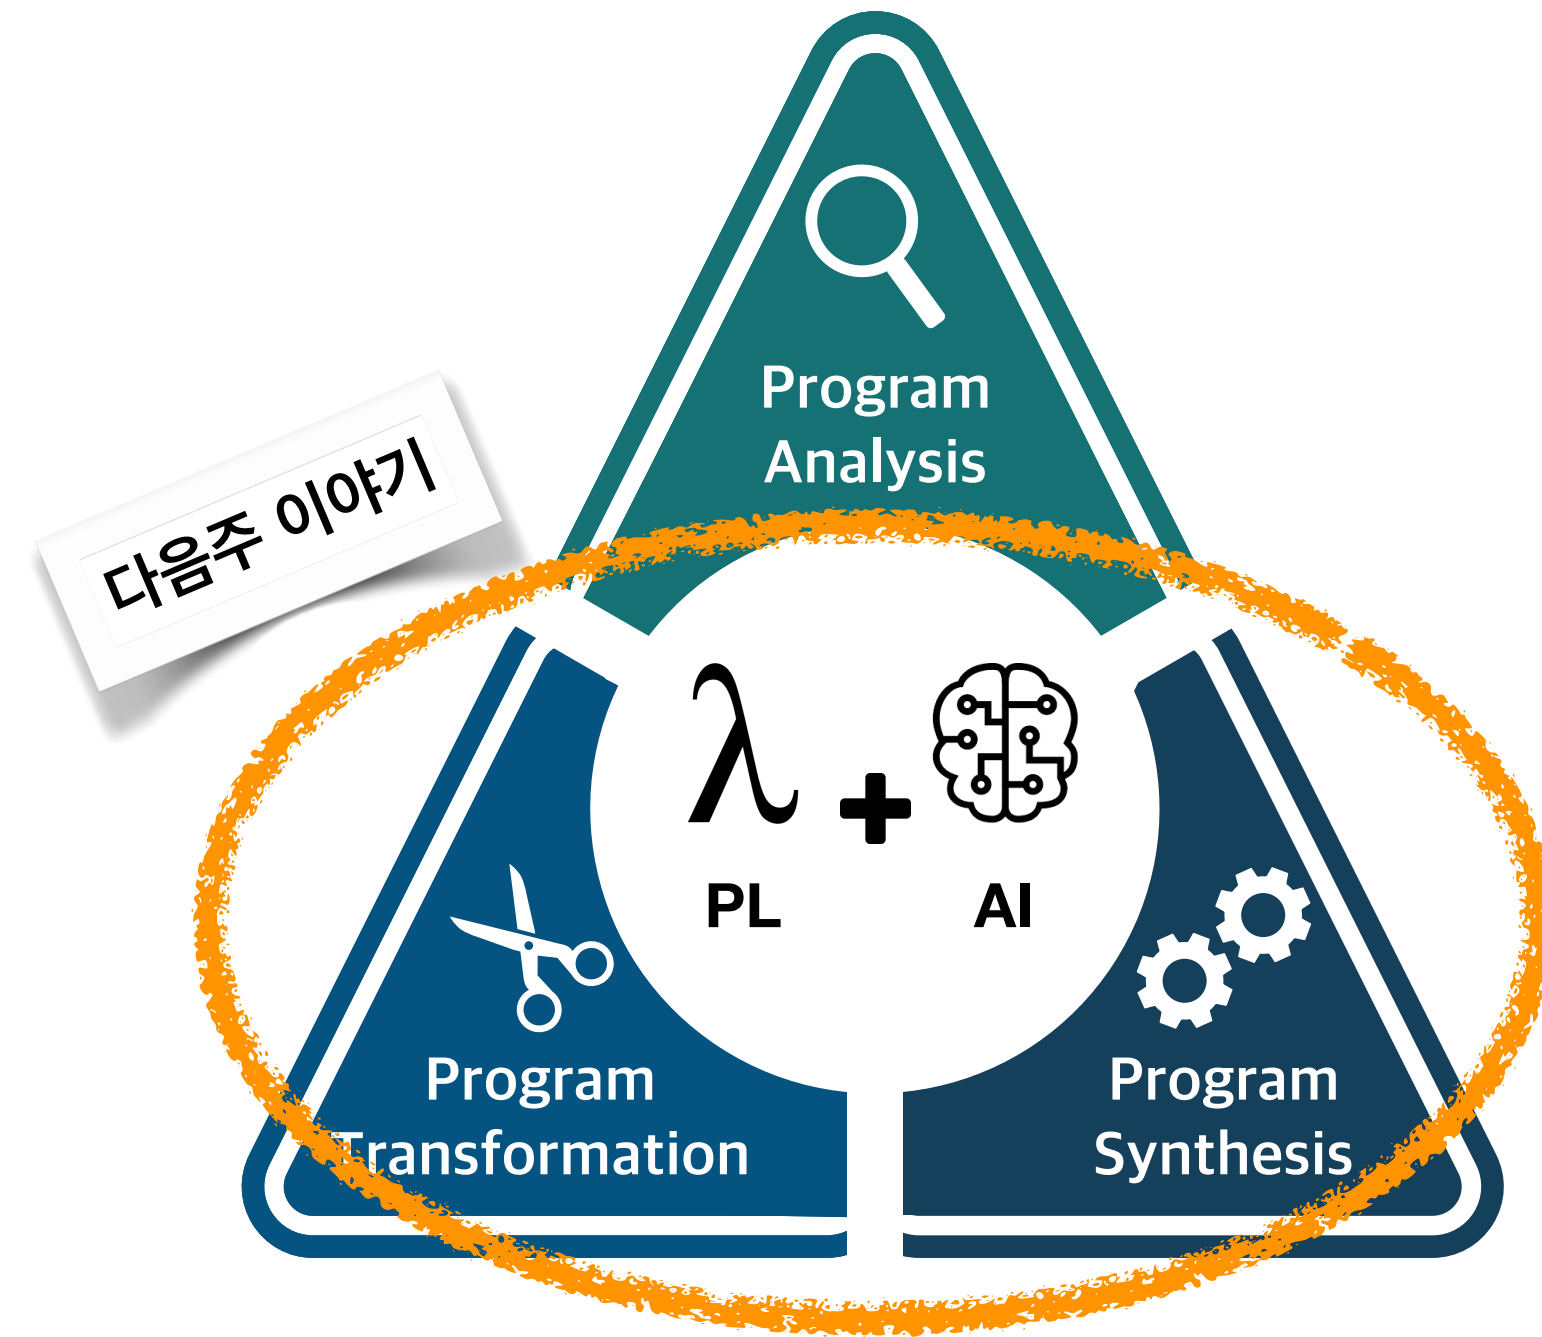 Program
Analysis
다음주 이야기
λ
+
PL
AI
Program
Transformation
Program
Synthesis